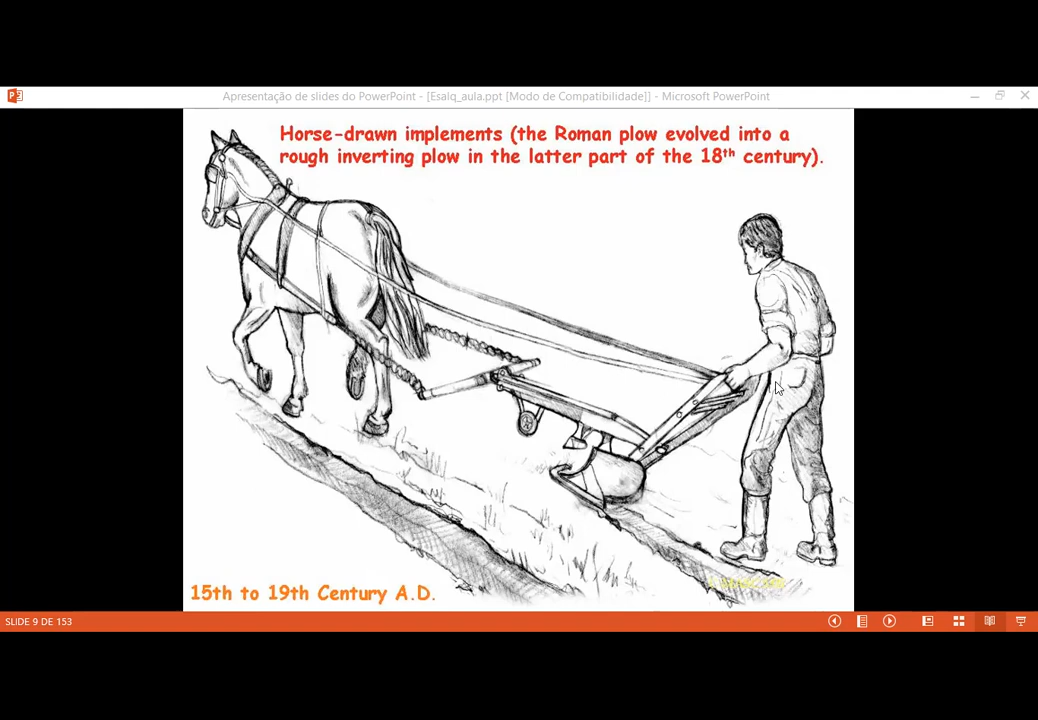 Apresentação de slides do PowerPoint - [Esalq_aula.ppt [Modo de Compatibilidade]] - Microsoft PowerPoint
Horse-drawn implements (the Roman plow evolved into a
rough inverting plow in the latter part of the 18th century).
15th to 19th Century A.D.
SLIDE 9 DE 153